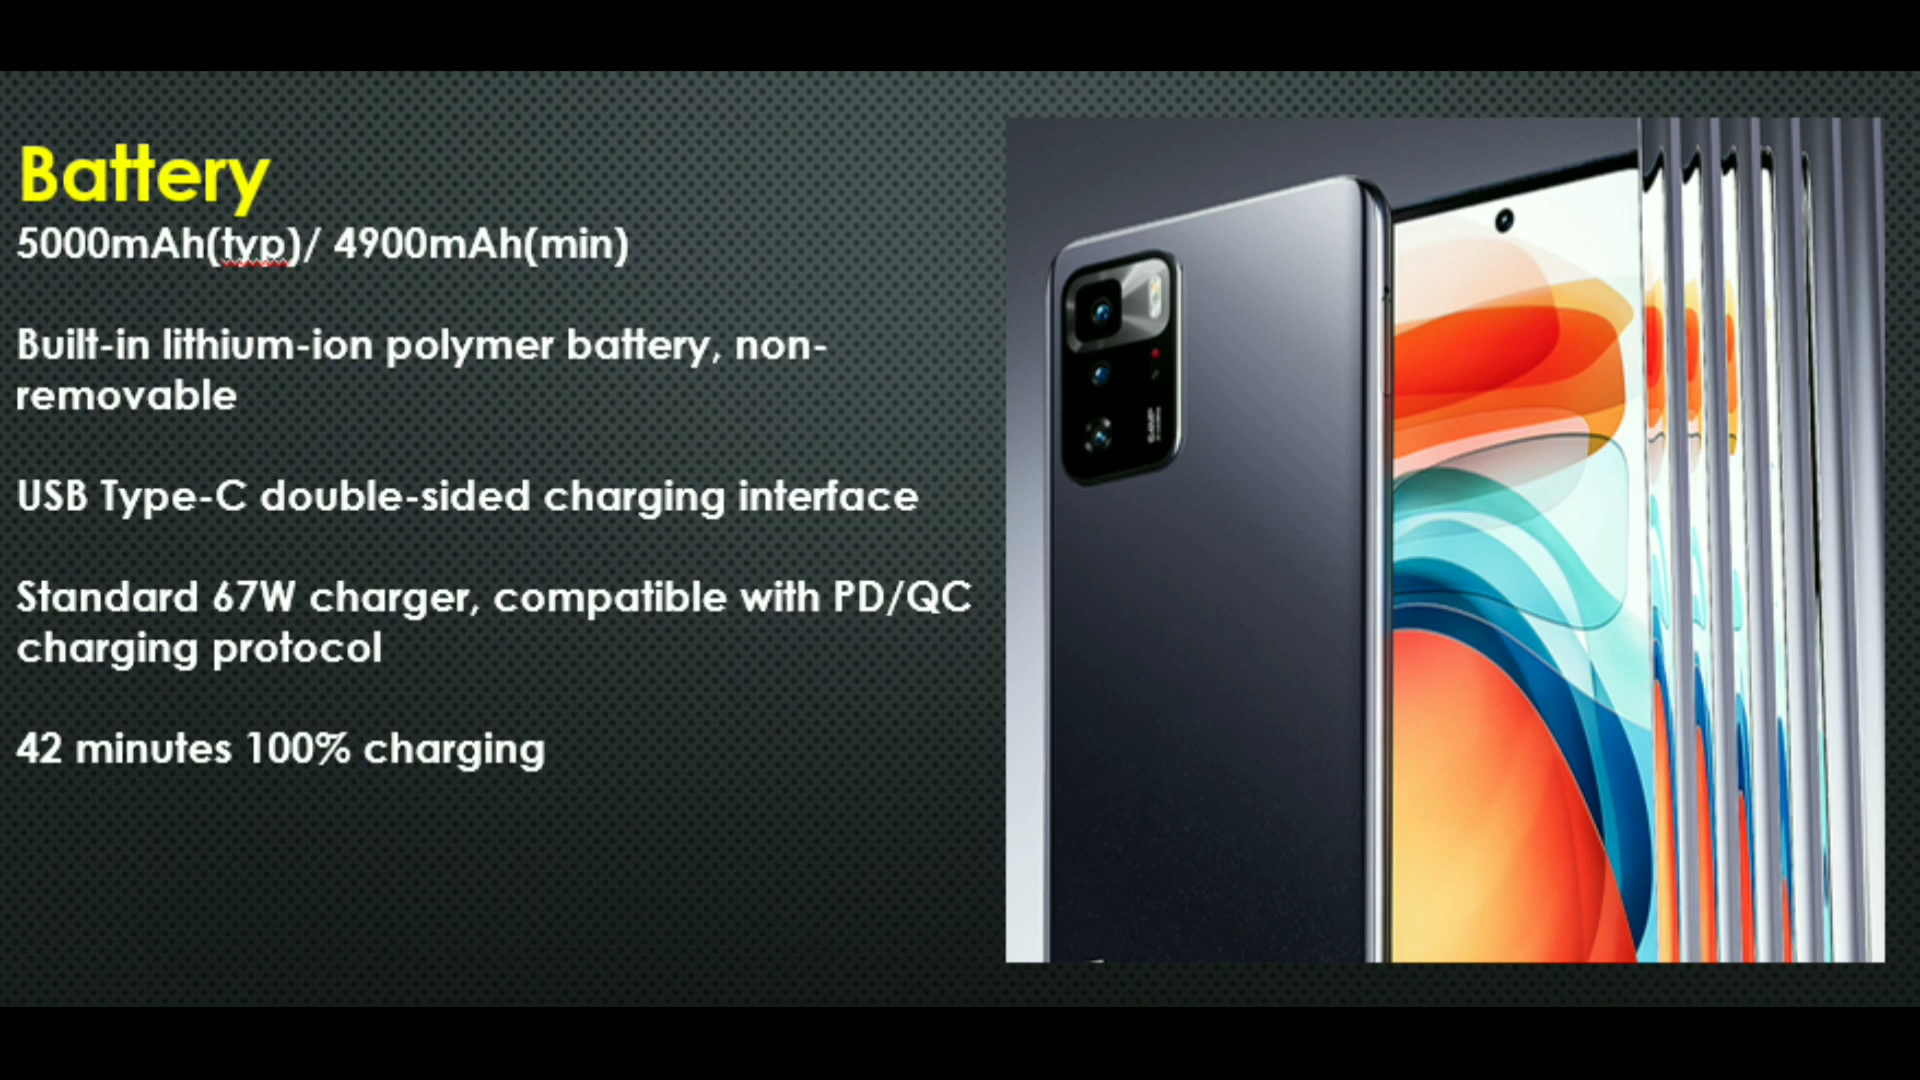 Battery
5000mAh(typ)/ 4900mAh(min)
Built-in lithium-ion polymer battery, non-
removable
USB Type-C double-sided charging interface
Standard 67W charger, compatible with PD/QC
charging protocol
42 minutes 100% charging